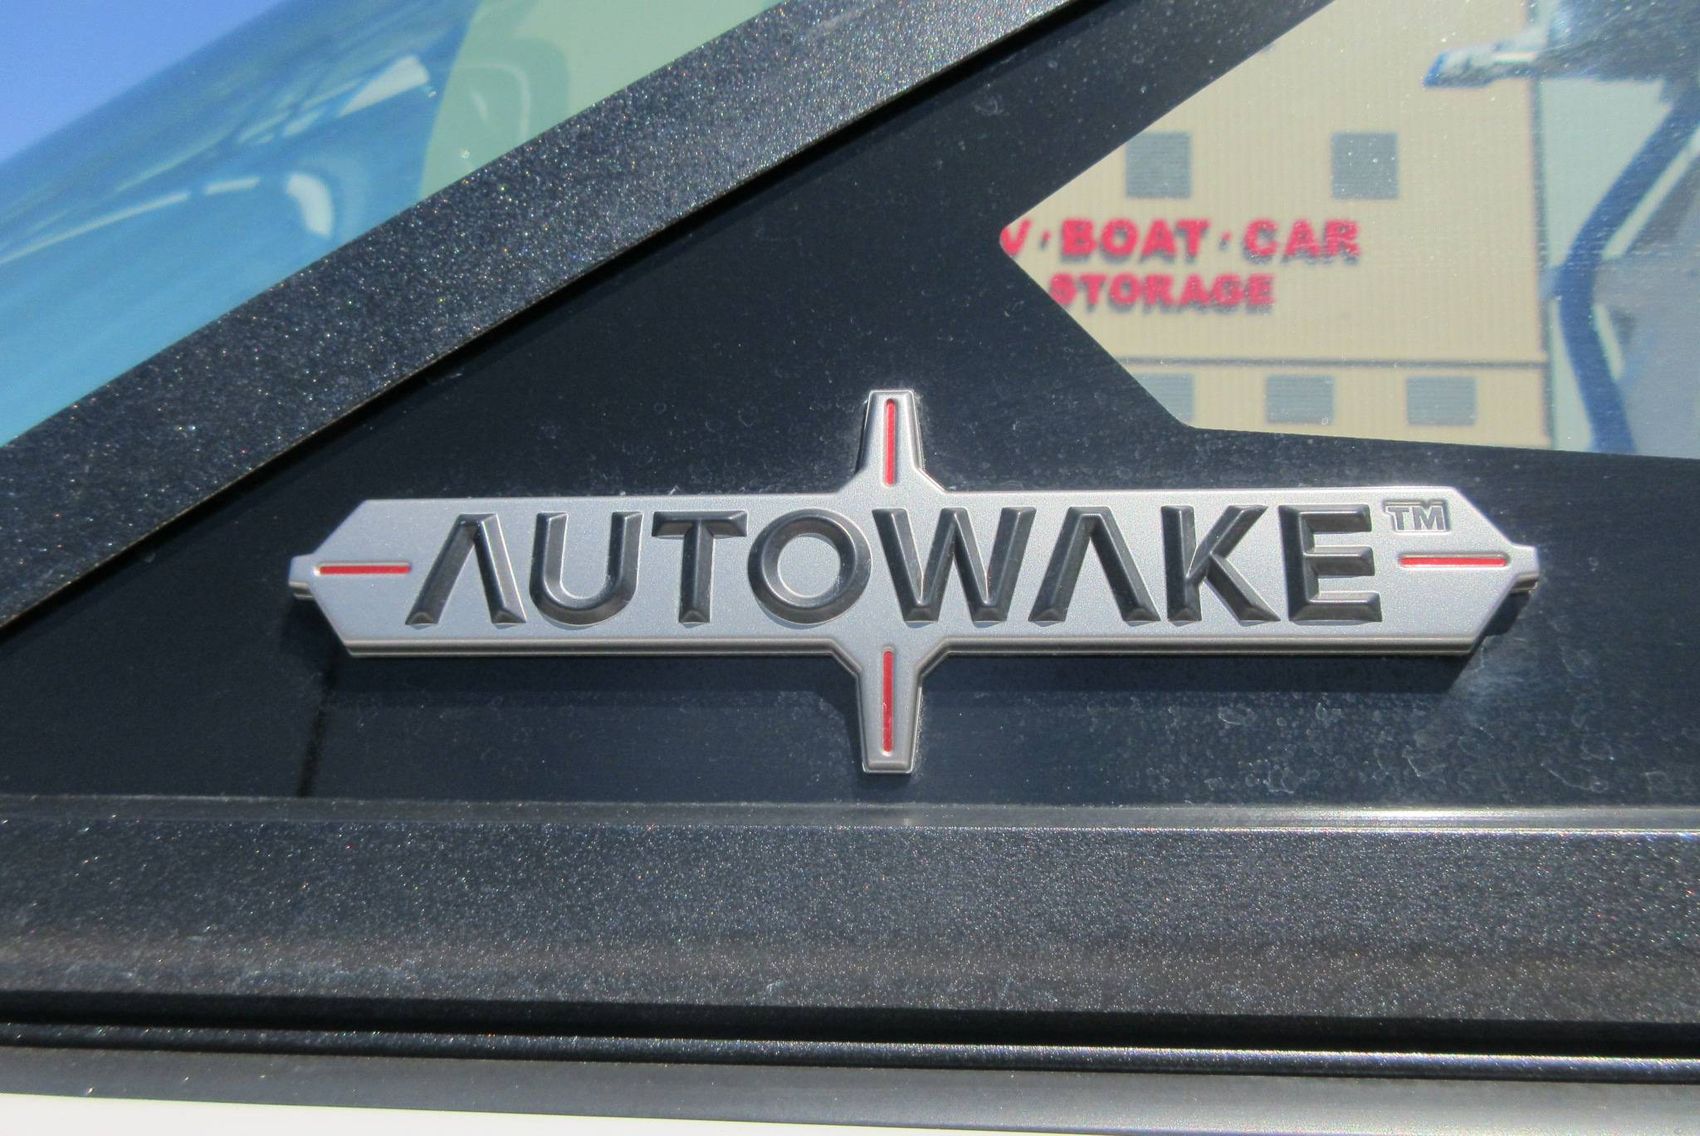 V · BOAT · CAR
STORAGE
AUTOWAKE™